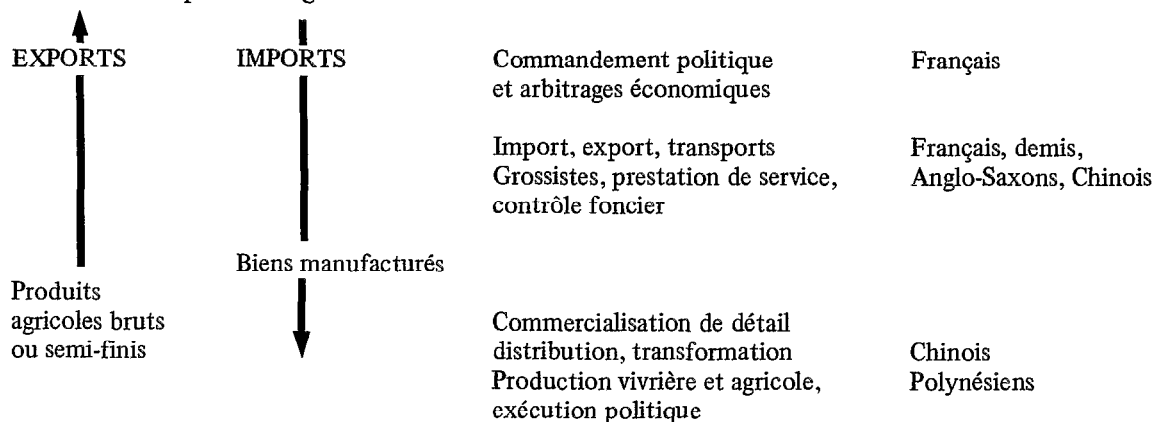 EXPORTS
IMPORTS
Commandement politique
et arbitrages économiques
Français
Import, export, transports
Grossistes, prestation de service,
contrôle foncier
Français, demis,
Anglo-Saxons, Chinois
Biens manufacturés
Produits
agricoles bruts
ou semi-finis
Commercialisation de détail
distribution, transformation
Chinois
Production vivrière et agricole,
exécution politique
Polynésiens